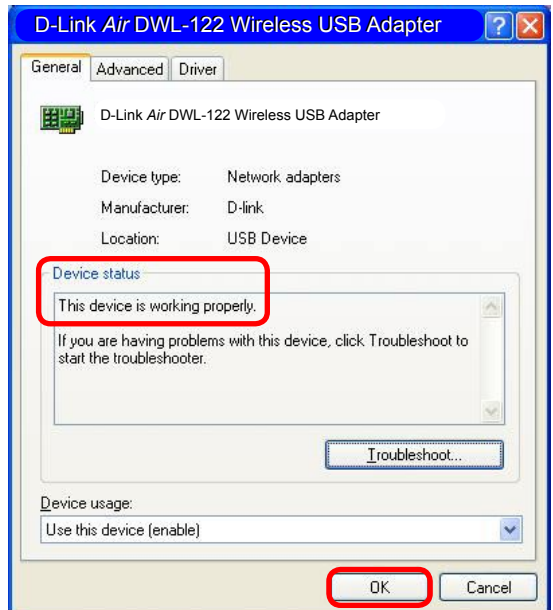 D-Link Air DWL-122 Wireless USB Adapter
General Advanced Driver
D-Link Air DWL-122 Wireless USB Adapter
Device type: Network adapters
Manufacturer: D-link
Location: USB Device
Device status
This device is working properly.
If you are having problems with this device, click Troubleshoot to
start the troubleshooter.
Troubleshoot...
Device usage:
Use this device (enable)
OK Cancel